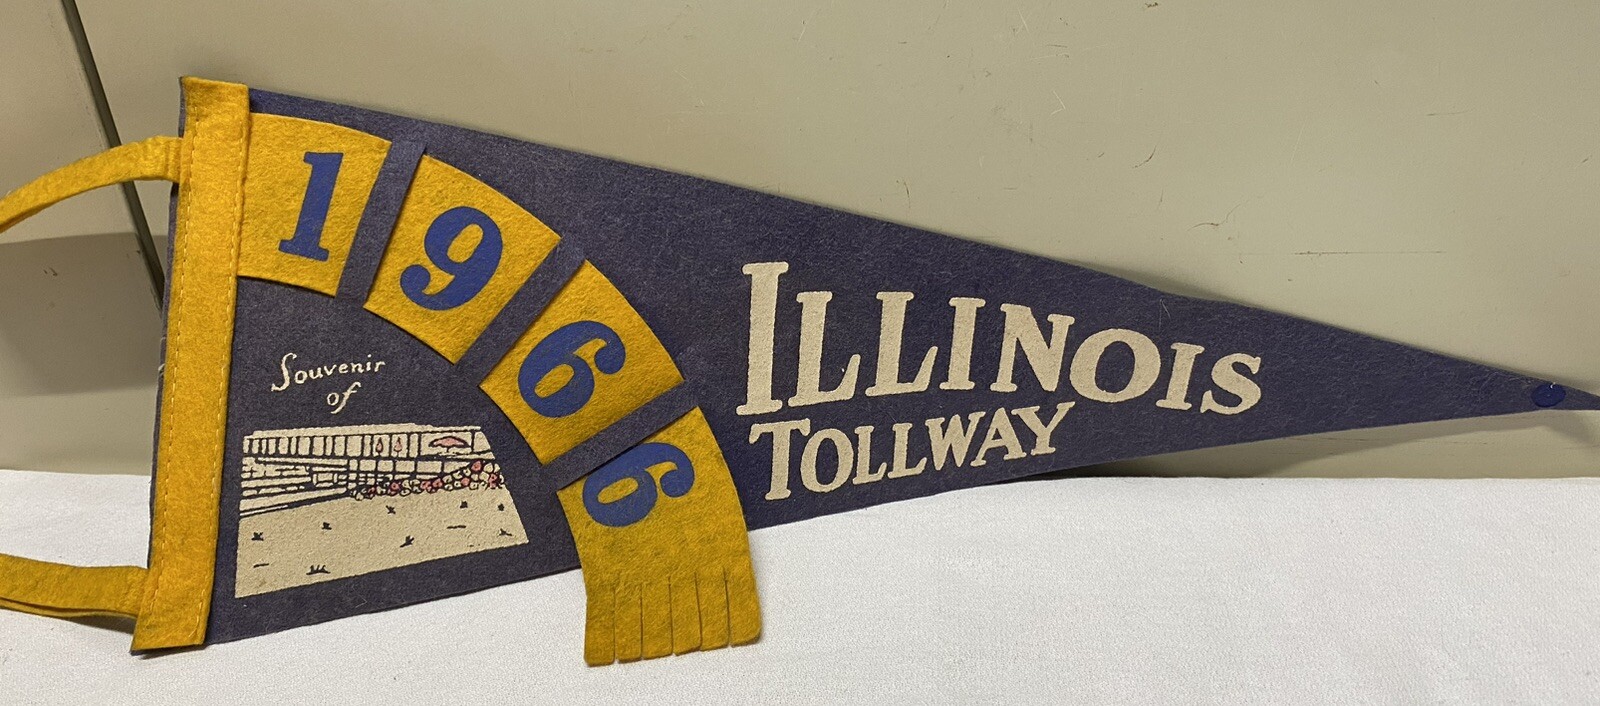 1966
Souvenir
of
ILLINOIS
TOLLWAY